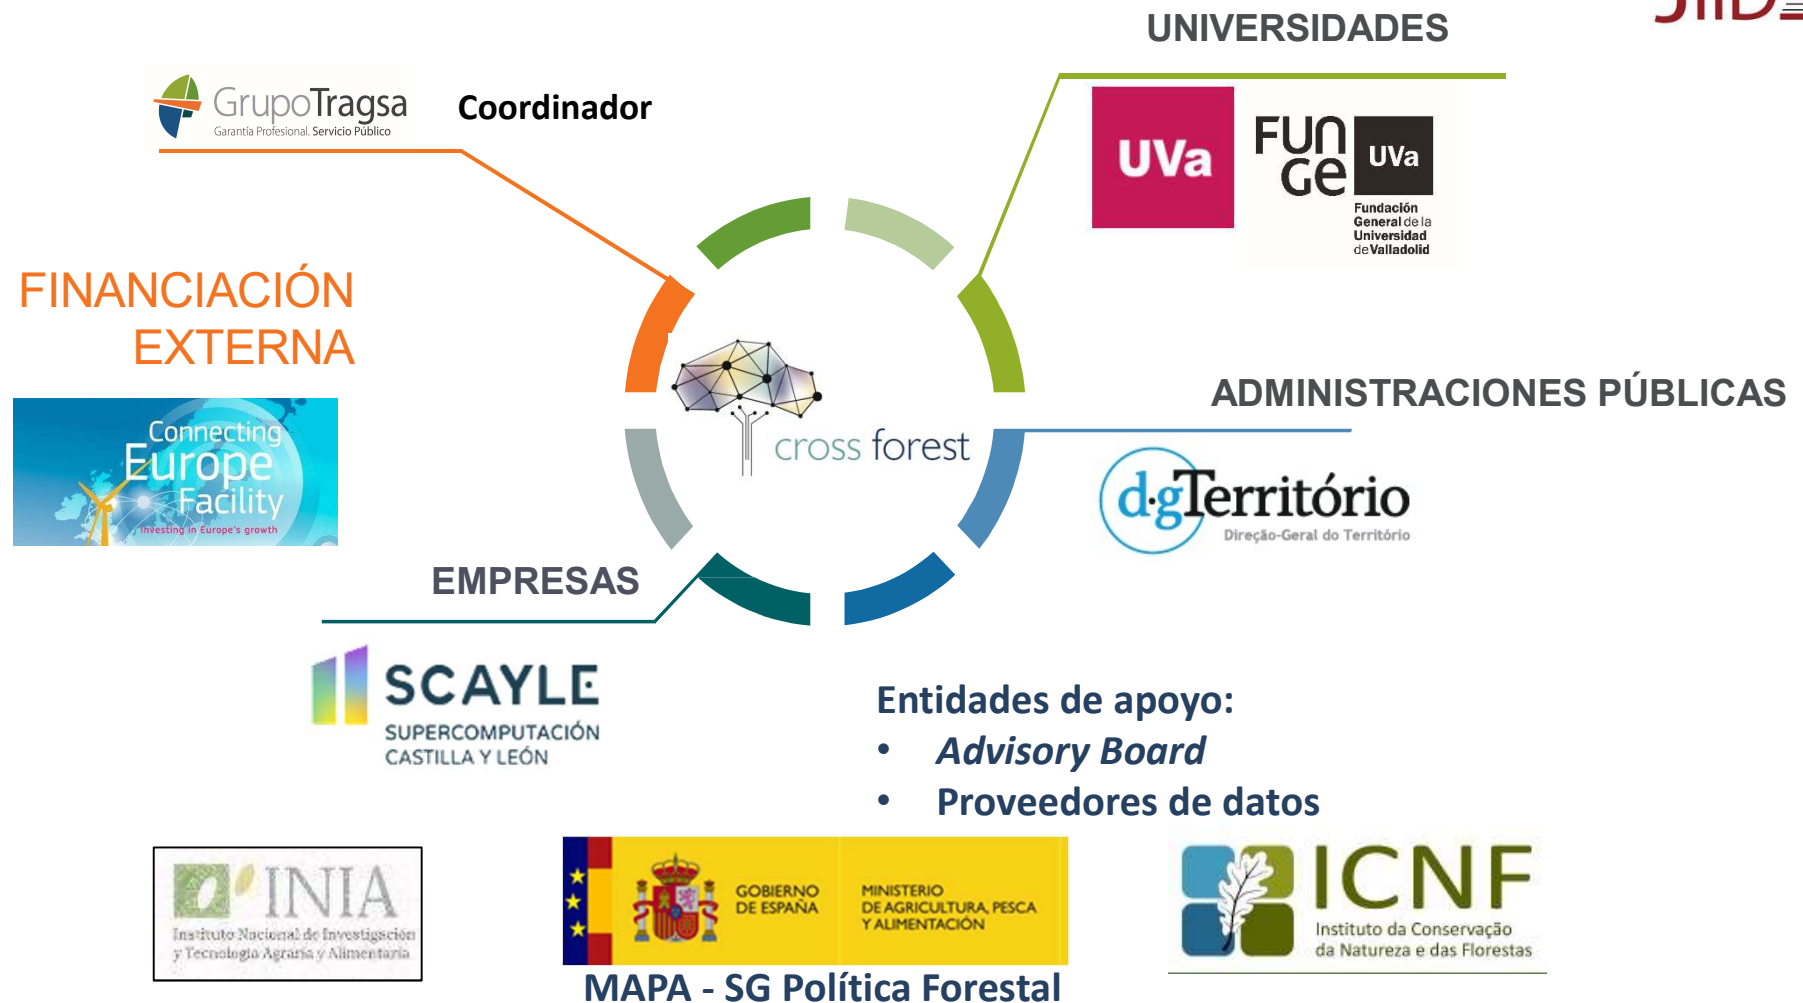 UNIVERSIDADES
GrupoTragsa
Garantía Profesional. Servicio Público
Coordinador
UVa
FUNGe
UVa
Fundación
General de la
Universidad
de Valladolid
FINANCIACIÓN
EXTERNA
Connecting
Europe
Facility
Investing in Europe's growth
cross forest
ADMINISTRACIONES PÚBLICAS
d·gTerritório
Direção-Geral do Território
EMPRESAS
SCAYLE
SUPERCOMPUTACIÓN
CASTILLA Y LEÓN
Entidades de apoyo:
• Advisory Board
• Proveedores de datos
INIA
Instituto Nacional de Investigación
y Tecnología Agraria y Alimentaria
GOBIERNO
DE ESPAÑA
MINISTERIO
DE AGRICULTURA, PESCA
Y ALIMENTACIÓN
ICNF
Instituto da Conservação
da Natureza e das Florestas
MAPA - SG Política Forestal